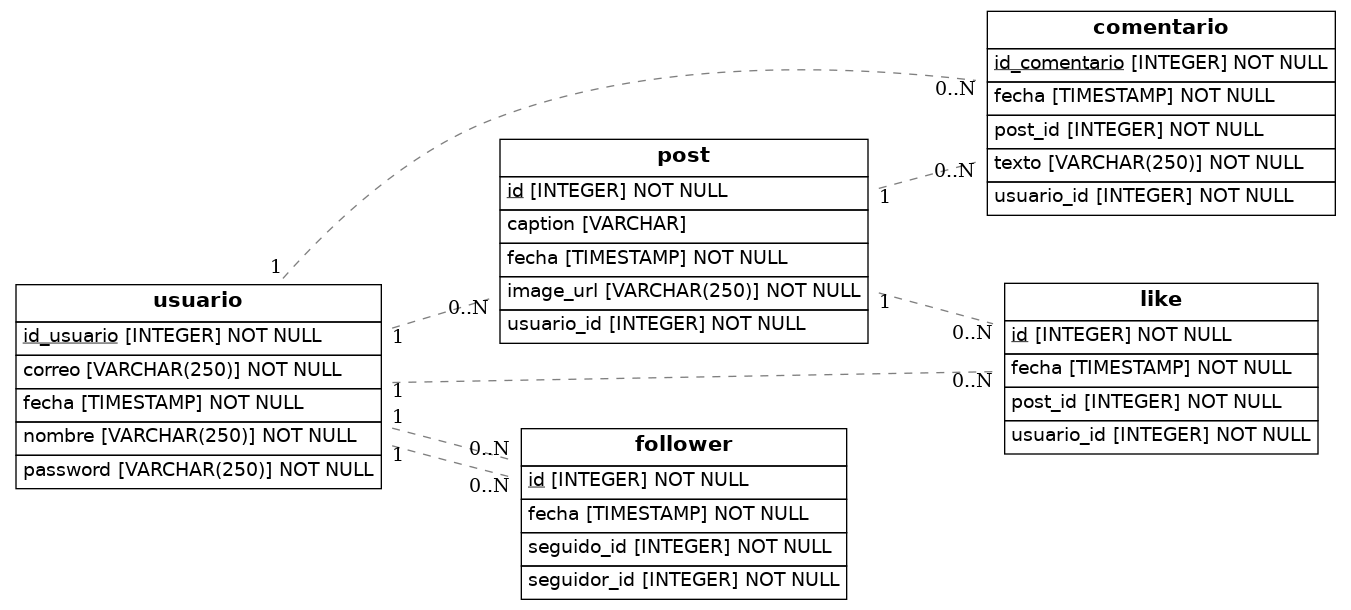 comentario
id_comentario [INTEGER] NOT NULL
fecha [TIMESTAMP] NOT NULL
post_id [INTEGER] NOT NULL
texto [VARCHAR(250)] NOT NULL
usuario_id [INTEGER] NOT NULL
0..N
0..N
1
1
post
id [INTEGER] NOT NULL
caption [VARCHAR]
fecha [TIMESTAMP] NOT NULL
image_url [VARCHAR(250)] NOT NULL
usuario_id [INTEGER] NOT NULL
0..N
1
1
usuario
id_usuario [INTEGER] NOT NULL
correo [VARCHAR(250)] NOT NULL
fecha [TIMESTAMP] NOT NULL
nombre [VARCHAR(250)] NOT NULL
password [VARCHAR(250)] NOT NULL
1
1
1
like
id [INTEGER] NOT NULL
fecha [TIMESTAMP] NOT NULL
post_id [INTEGER] NOT NULL
usuario_id [INTEGER] NOT NULL
0..N
0..N
0..N
0..N
follower
id [INTEGER] NOT NULL
fecha [TIMESTAMP] NOT NULL
seguido_id [INTEGER] NOT NULL
seguidor_id [INTEGER] NOT NULL